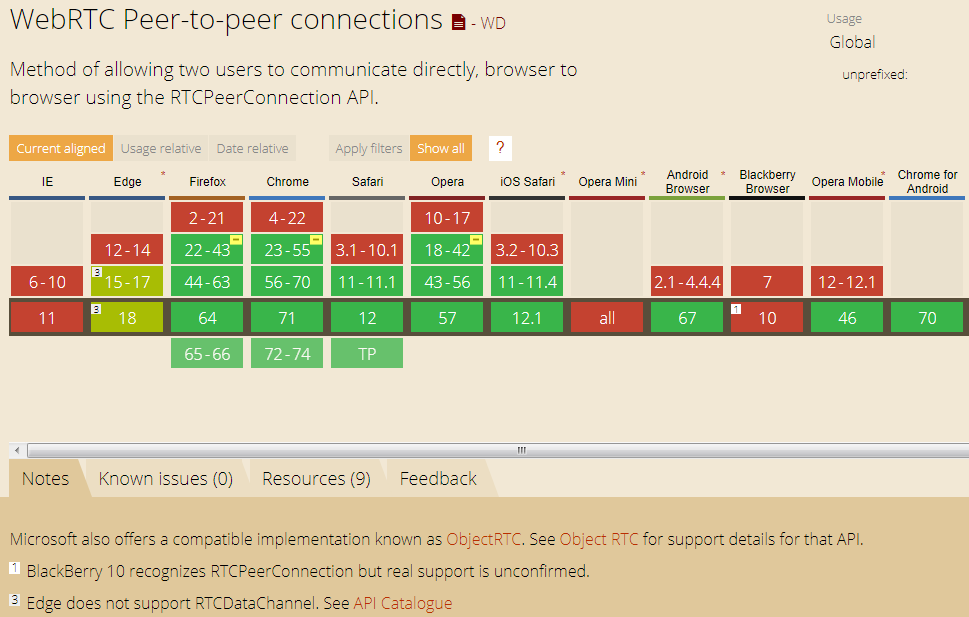 WebRTC Peer-to-peer connections - WD
Usage
Global
unprefixed:
Method of allowing two users to communicate directly, browser to
browser using the RTCPeerConnection API.
Current aligned Usage relative Date relative Apply filters Show all ?
IE Edge * Firefox Chrome Safari Opera iOS Safari * Opera Mini * Android Browser * Blackberry Browser Opera Mobile * Chrome for Android
2-21 4-22 10-17
12-14 22-43 23-55 3.1-10.1 18-42 3.2-10.3
6-10 3 15-17 44-63 56-70 11-11.1 43-56 11-11.4 2.1-4.4.4 7 12-12.1
11 3 18 64 71 12 57 12.1 all 67 1 10 46 70
65-66 72-74 TP
Notes Known issues (0) Resources (9) Feedback
Microsoft also offers a compatible implementation known as ObjectRTC. See Object RTC for support details for that API.
1 BlackBerry 10 recognizes RTCPeerConnection but real support is unconfirmed.
3 Edge does not support RTCDataChannel. See API Catalogue